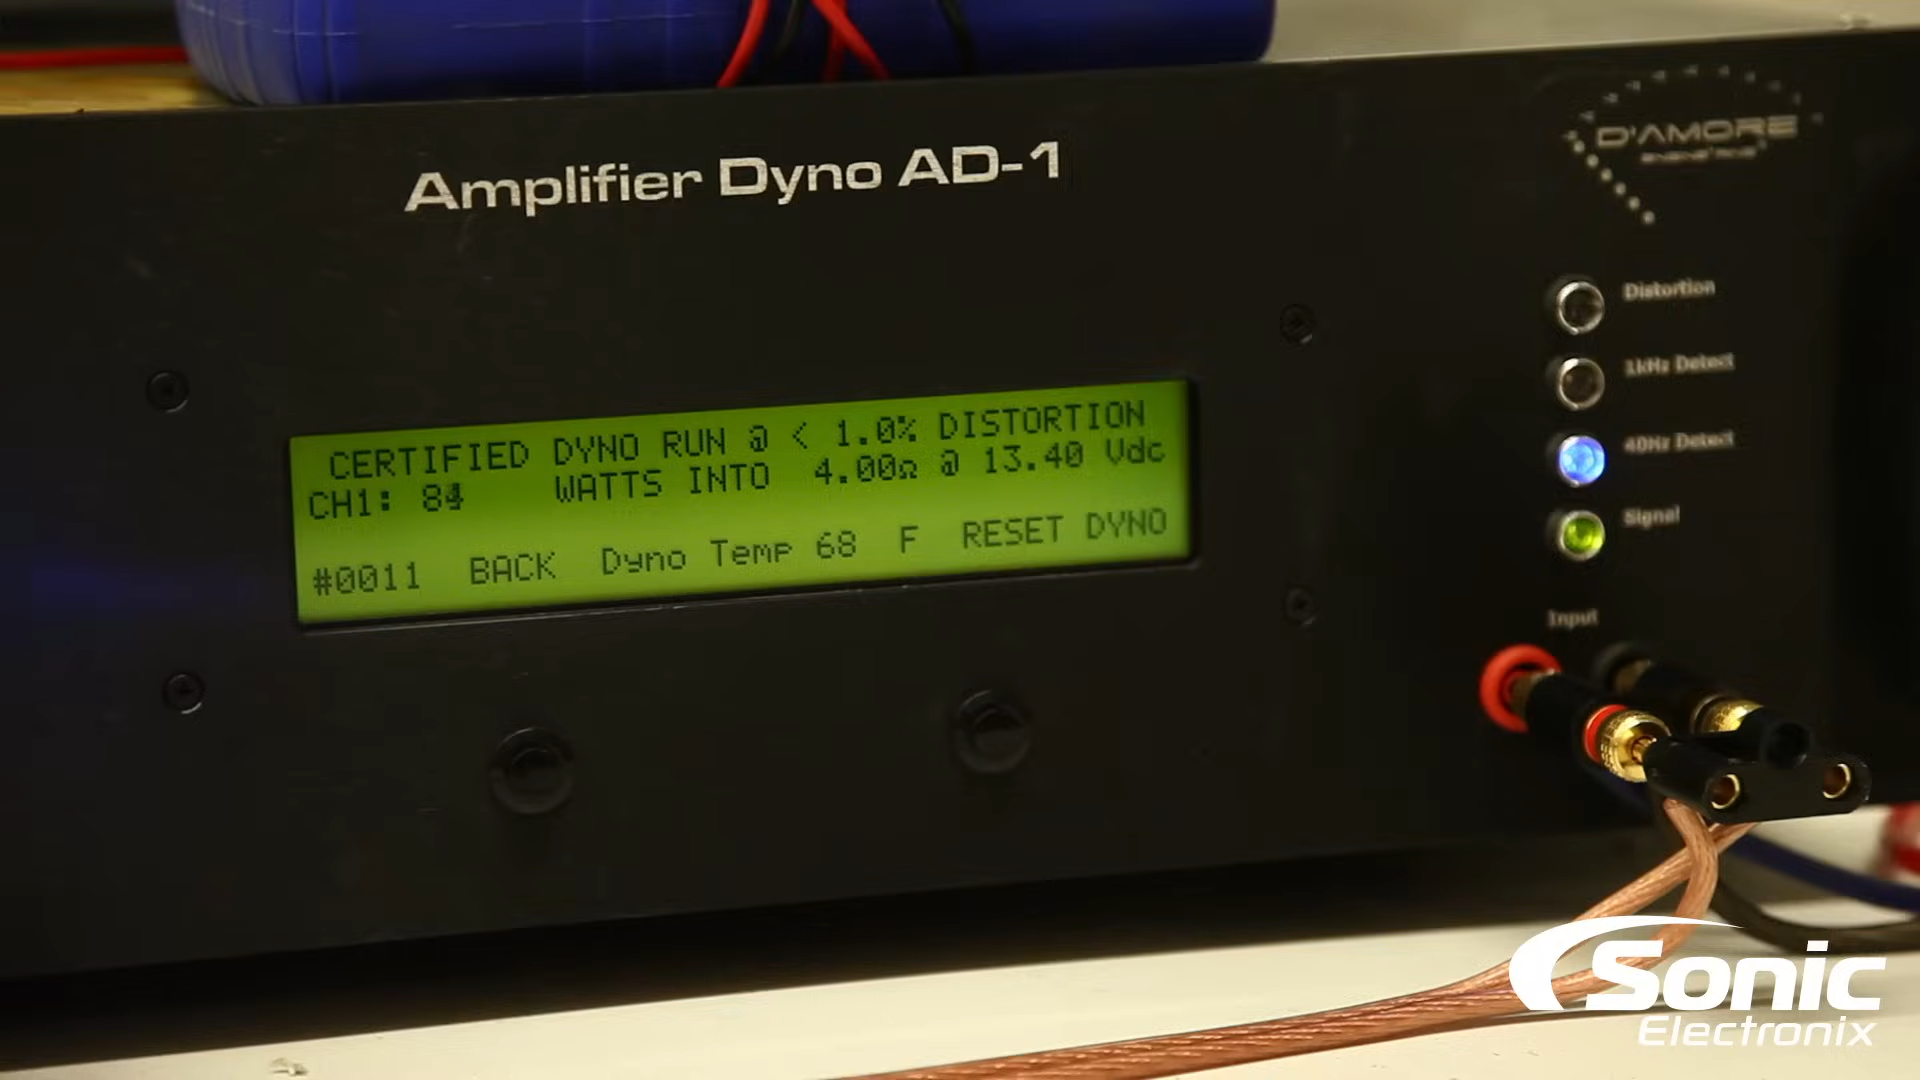 Amplifier Dyno AD-1
D'AMORE
Distortion
1kHz Detect
40Hz Detect
Signal
Input
CERTIFIED DYNO RUN @ < 1.0% DISTORTION
CH1: 84 WATTS INTO 4.00Ω @ 13.40 Vdc
#0011 BACK Dyno Temp 68 F RESET DYNO
Sonic
Electronix